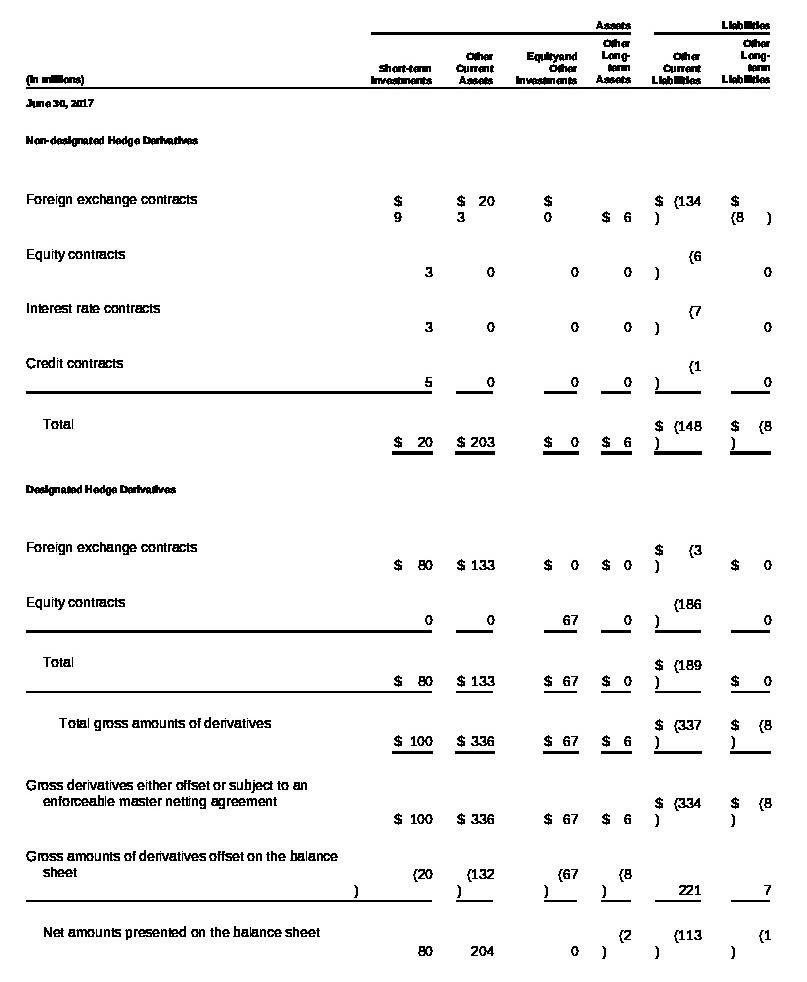 Assets Liabilities
(In millions) Short-term Investments Other Current Assets Equity and Other Investments Other Long-term Assets Other Current Liabilities Other Long-term Liabilities
June 30, 2017
Non-designated Hedge Derivatives
Foreign exchange contracts $ 9 $ 203 $ 0 $ 6 $ (134) $ (8)
Equity contracts 3 0 0 0 (6) 0
Interest rate contracts 3 0 0 0 (7) 0
Credit contracts 5 0 0 0 (1) 0
Total $ 20 $ 203 $ 0 $ 6 $ (148) $ (8)
Designated Hedge Derivatives
Foreign exchange contracts $ 80 $ 133 $ 0 $ 0 $ (3) $ 0
Equity contracts 0 0 67 0 (186) 0
Total $ 80 $ 133 $ 67 $ 0 $ (189) $ 0
Total gross amounts of derivatives $ 100 $ 336 $ 67 $ 6 $ (337) $ (8)
Gross derivatives either offset or subject to an
enforceable master netting agreement $ 100 $ 336 $ 67 $ 6 $ (334) $ (8)
Gross amounts of derivatives offset on the balance
sheet (20) (132) (67) (8) 221 7
Net amounts presented on the balance sheet 80 204 0 (2) (113) (1)